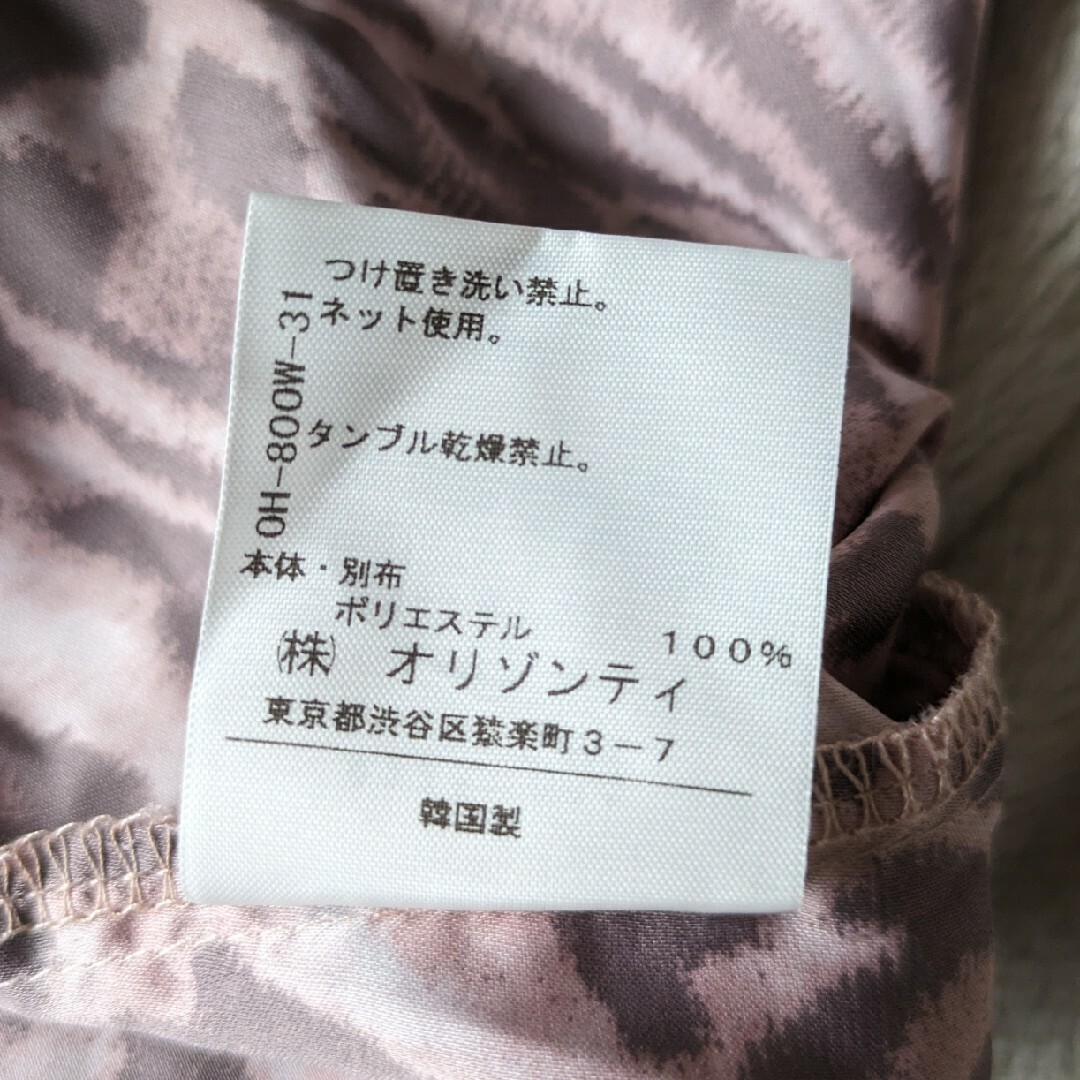 つけ置き洗い禁止。
ネット使用。
OH-800W-31
タンブル乾燥禁止。
本体・別布
ポリエステル 100%
㈱ オリゾンティ
東京都渋谷区猿楽町3-7
韓国製